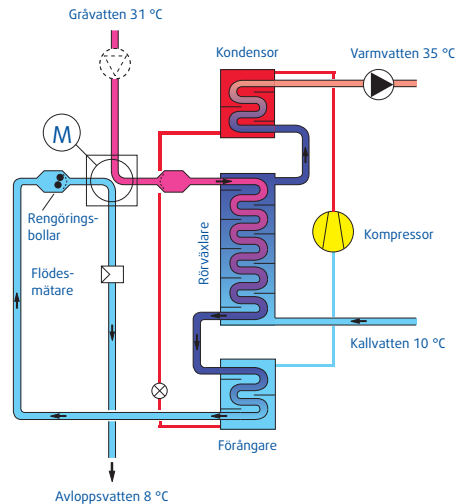 Gråvatten 31 °C
Kondensor
Varmvatten 35 °C
M
Rengörings-
bollar
Rörväxlare
Kompressor
Flödes-
mätare
Kallvatten 10 °C
Förångare
Avloppsvatten 8 °C